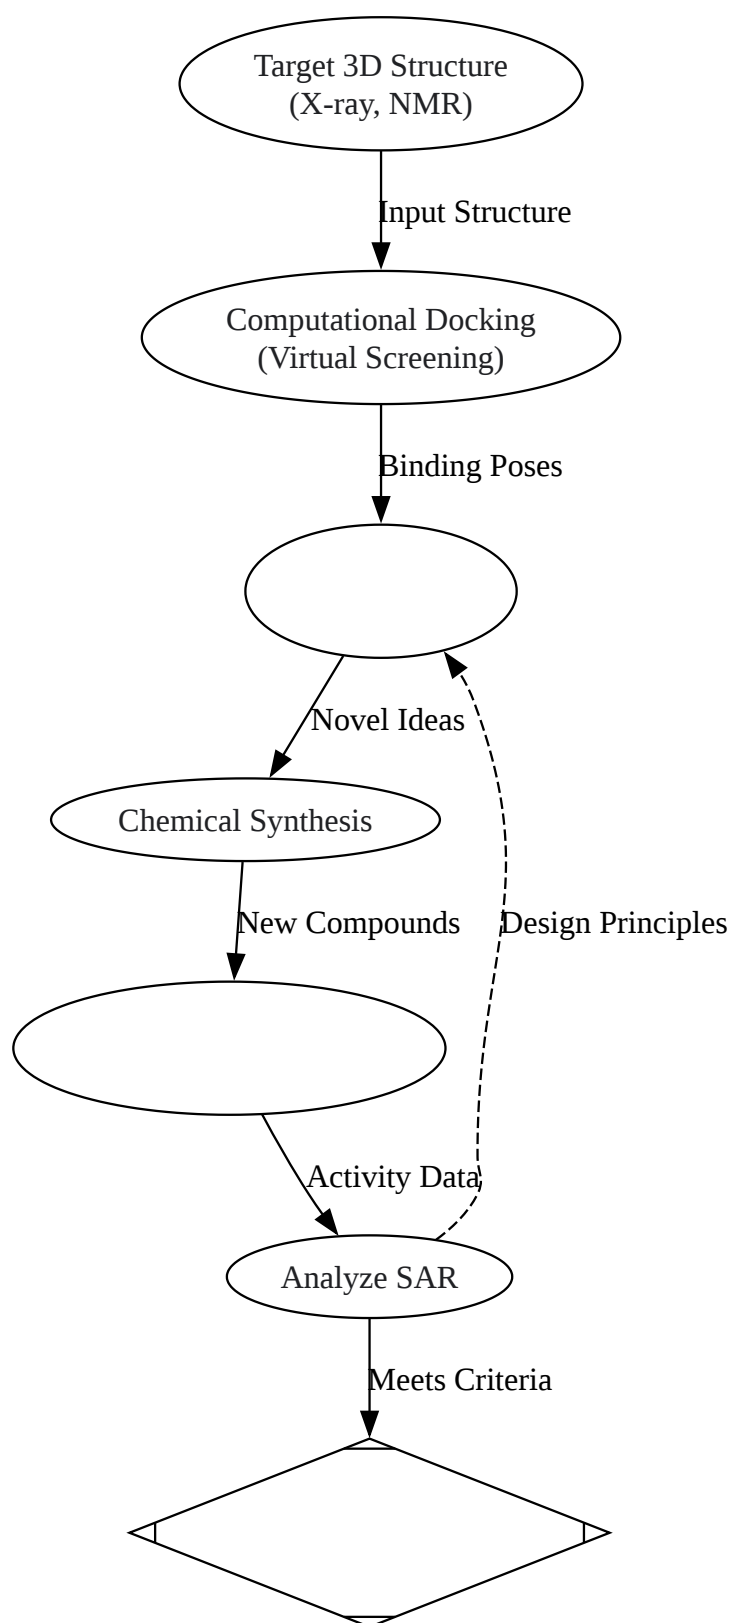 Target 3D Structure
(X-ray, NMR)
Input Structure
Computational Docking
(Virtual Screening)
Binding Poses
Novel Ideas
Chemical Synthesis
New Compounds
Design Principles
Activity Data
Analyze SAR
Meets Criteria